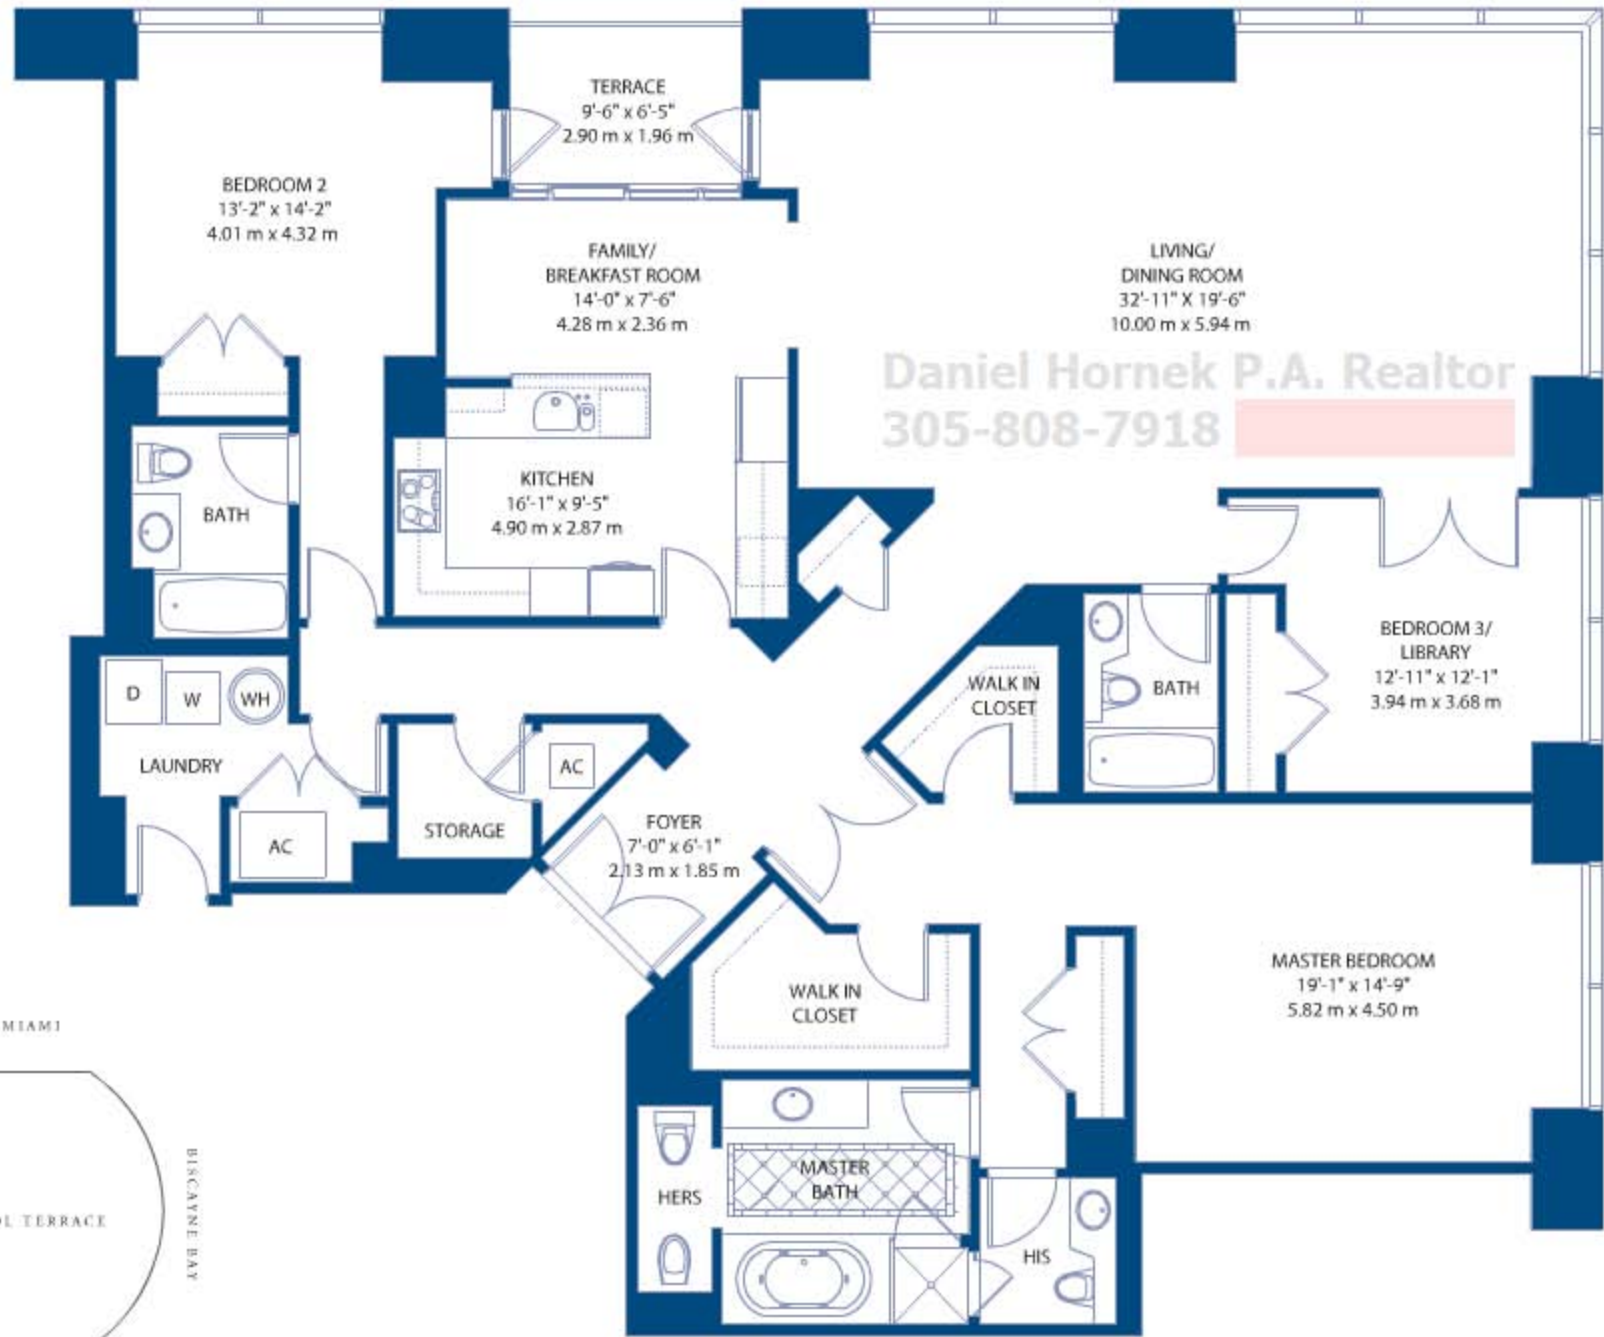 TERRACE
9'-6" x 6'-5"
2.90 m x 1.96 m
BEDROOM 2
13'-2" x 14'-2"
4.01 m x 4.32 m
FAMILY/
BREAKFAST ROOM
14'-0" x 7'-6"
4.28 m x 2.36 m
LIVING/
DINING ROOM
32'-11" X 19'-6"
10.00 m x 5.94 m
Daniel Hornek P.A. Realtor
305-808-7918
KITCHEN
16'-1" x 9'-5"
4.90 m x 2.87 m
BATH
BEDROOM 3/
LIBRARY
12'-11" x 12'-1"
3.94 m x 3.68 m
WALK IN
CLOSET
BATH
D
W
WH
LAUNDRY
AC
STORAGE
AC
FOYER
7'-0" x 6'-1"
2.13 m x 1.85 m
WALK IN
CLOSET
MASTER BEDROOM
19'-1" x 14'-9"
5.82 m x 4.50 m
MASTER
BATH
HERS
HIS
MIAMI
TERRACE
BISCAYNE BAY